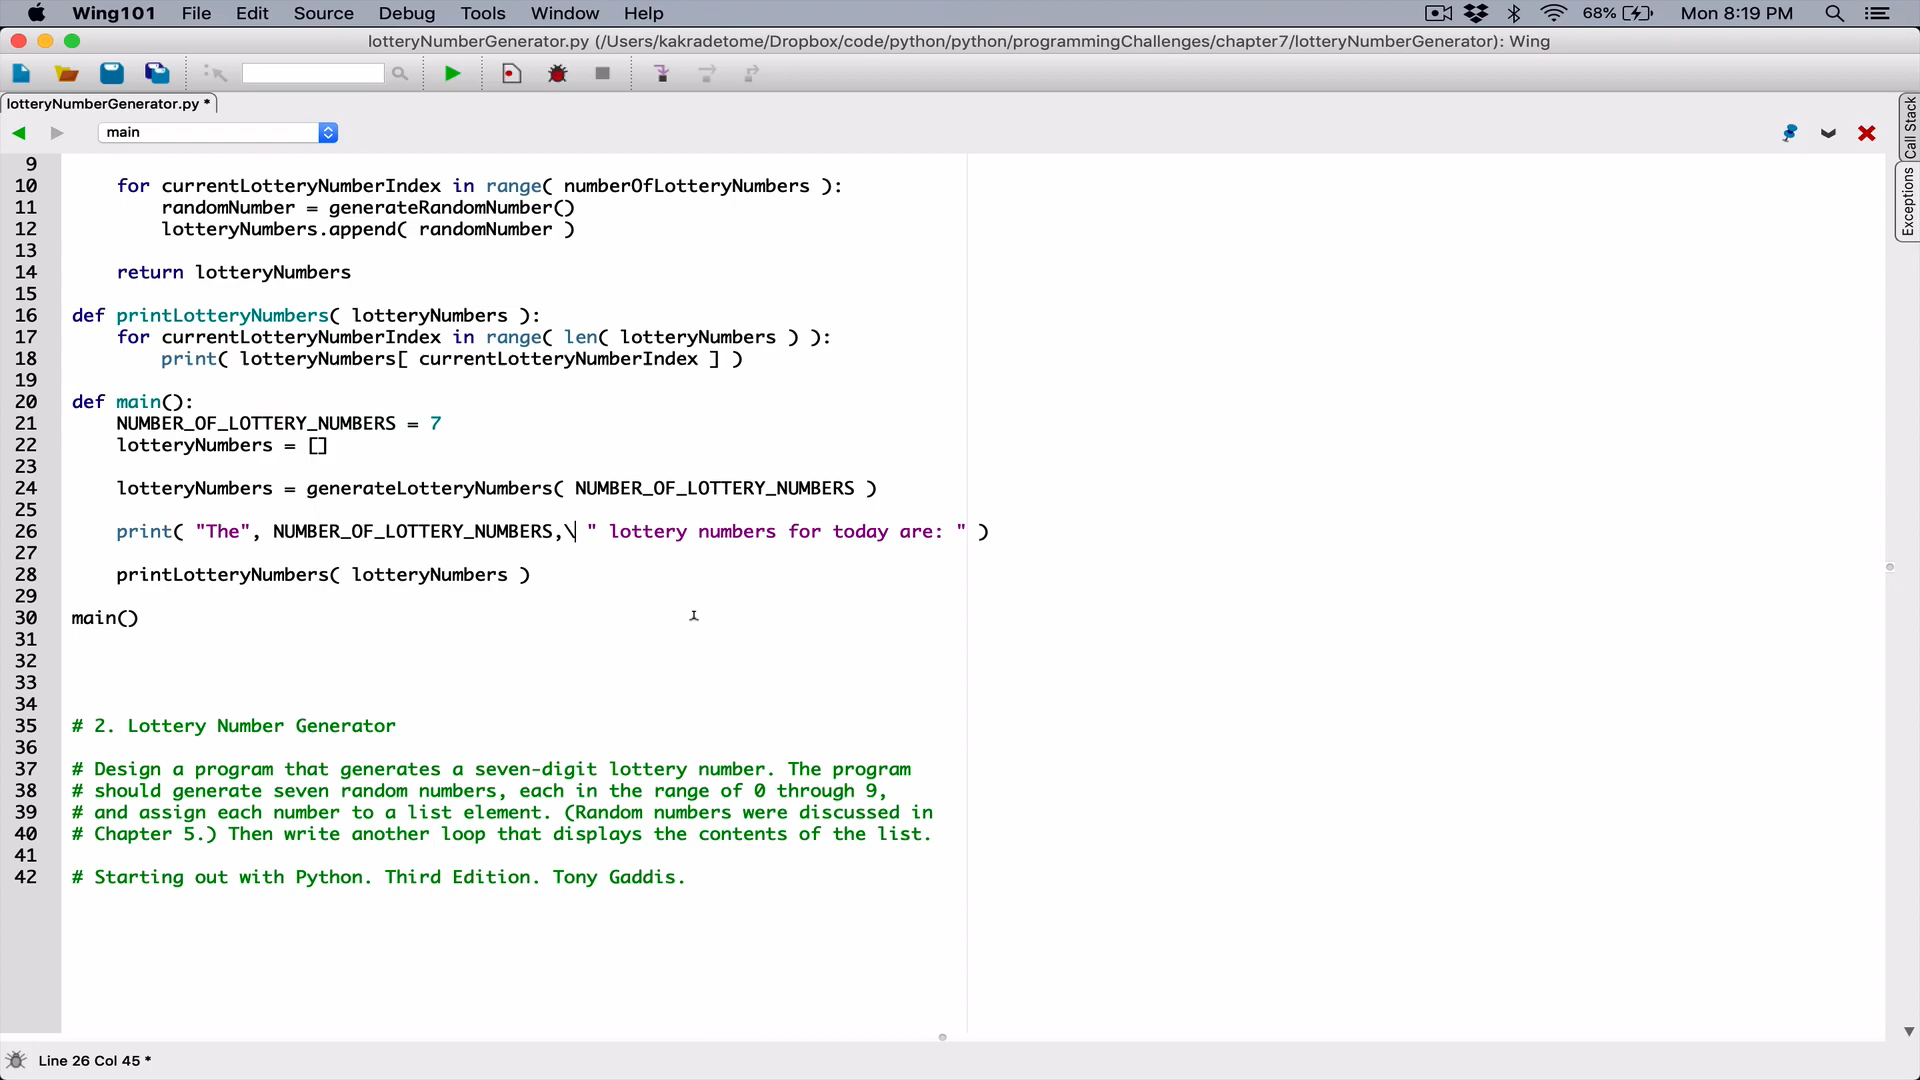 Wing101 File Edit Source Debug Tools Window Help 68% Mon 8:19 PM
lotteryNumberGenerator.py (/Users/kakradetome/Dropbox/code/python/python/programmingChallenges/chapter7/lotteryNumberGenerator): Wing
lotteryNumberGenerator.py *
main
Call Stack
Exceptions
9
10 for currentLotteryNumberIndex in range( numberOfLotteryNumbers ):
11 randomNumber = generateRandomNumber()
12 lotteryNumbers.append( randomNumber )
13
14 return lotteryNumbers
15
16 def printLotteryNumbers( lotteryNumbers ):
17 for currentLotteryNumberIndex in range( len( lotteryNumbers ) ):
18 print( lotteryNumbers[ currentLotteryNumberIndex ] )
19
20 def main():
21 NUMBER_OF_LOTTERY_NUMBERS = 7
22 lotteryNumbers = []
23
24 lotteryNumbers = generateLotteryNumbers( NUMBER_OF_LOTTERY_NUMBERS )
25
26 print( "The", NUMBER_OF_LOTTERY_NUMBERS,\ " lottery numbers for today are: " )
27
28 printLotteryNumbers( lotteryNumbers )
29
30 main()
31
32
33
34
35 # 2. Lottery Number Generator
36
37 # Design a program that generates a seven-digit lottery number. The program
38 # should generate seven random numbers, each in the range of 0 through 9,
39 # and assign each number to a list element. (Random numbers were discussed in
40 # Chapter 5.) Then write another loop that displays the contents of the list.
41
42 # Starting out with Python. Third Edition. Tony Gaddis.
Line 26 Col 45 *